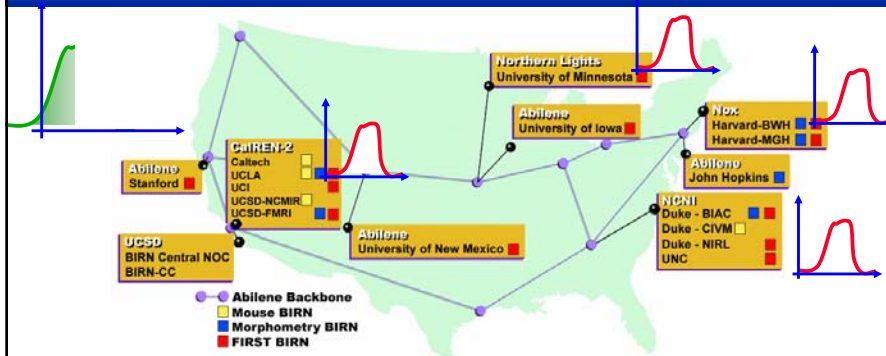 Northern Lights
University of Minnesota
Abilene
University of Iowa
Nox
Harvard-BWH
Harvard-MGH
Abilene
John Hopkins
CalREN-2
Caltech
UCLA
UCI
UCSD-NCMIR
UCSD-FMRI
Abilene
Stanford
NCNI
Duke - BIAC
Duke - CIVM
Duke - NIRL
UNC
UCSD
BIRN Central NOC
BIRN-CC
Abilene
University of New Mexico
Abilene Backbone
Mouse BIRN
Morphometry BIRN
FIRST BIRN